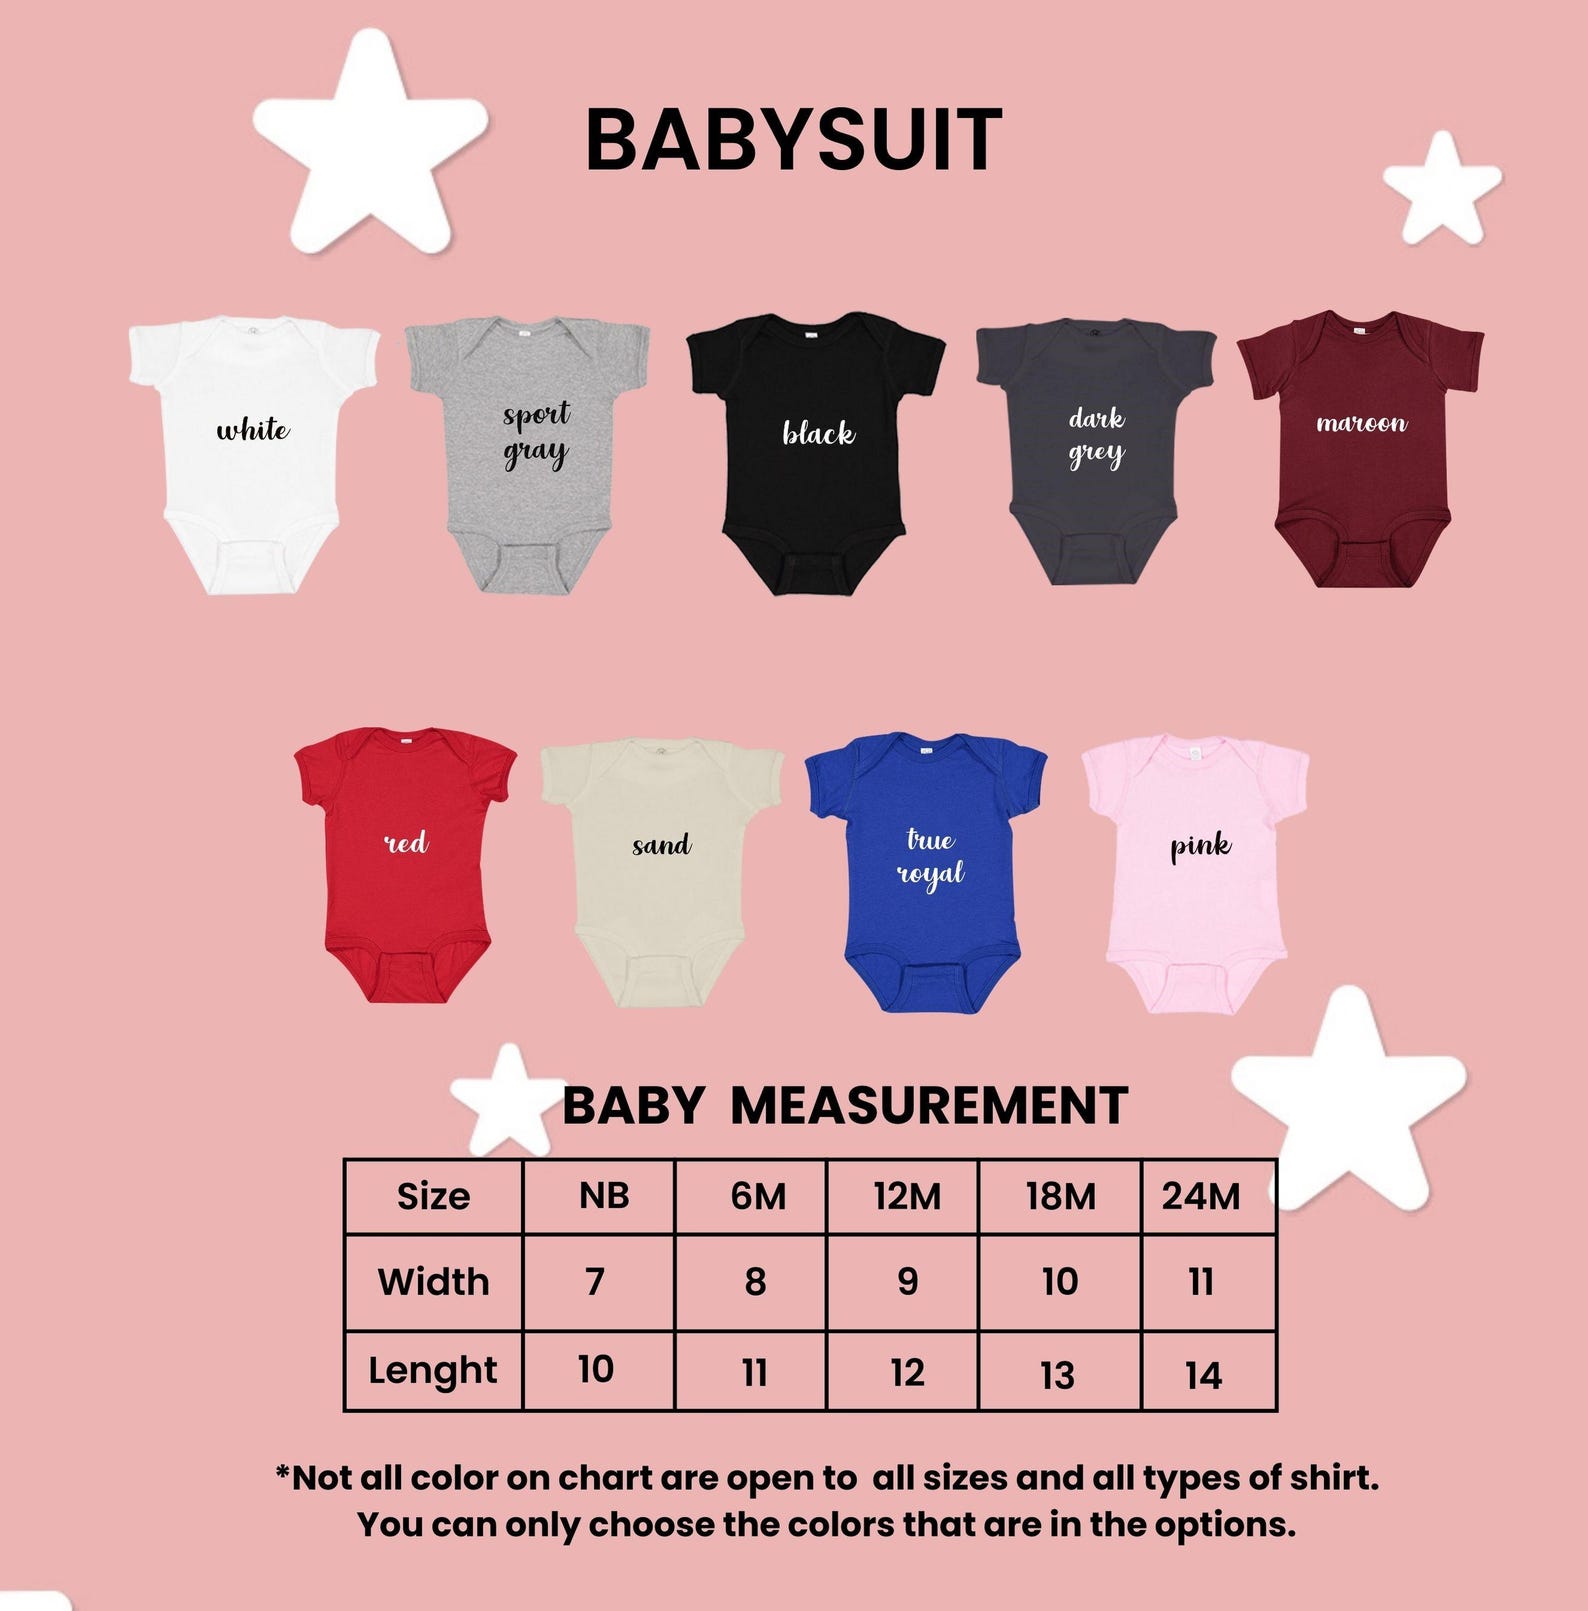 BABYSUIT
white
sport
gray
black
dark
grey
maroon
red
sand
true
royal
pink
BABY MEASUREMENT
Size NB 6M 12M 18M 24M
Width 7 8 9 10 11
Lenght 10 11 12 13 14
*Not all color on chart are open to all sizes and all types of shirt.
You can only choose the colors that are in the options.